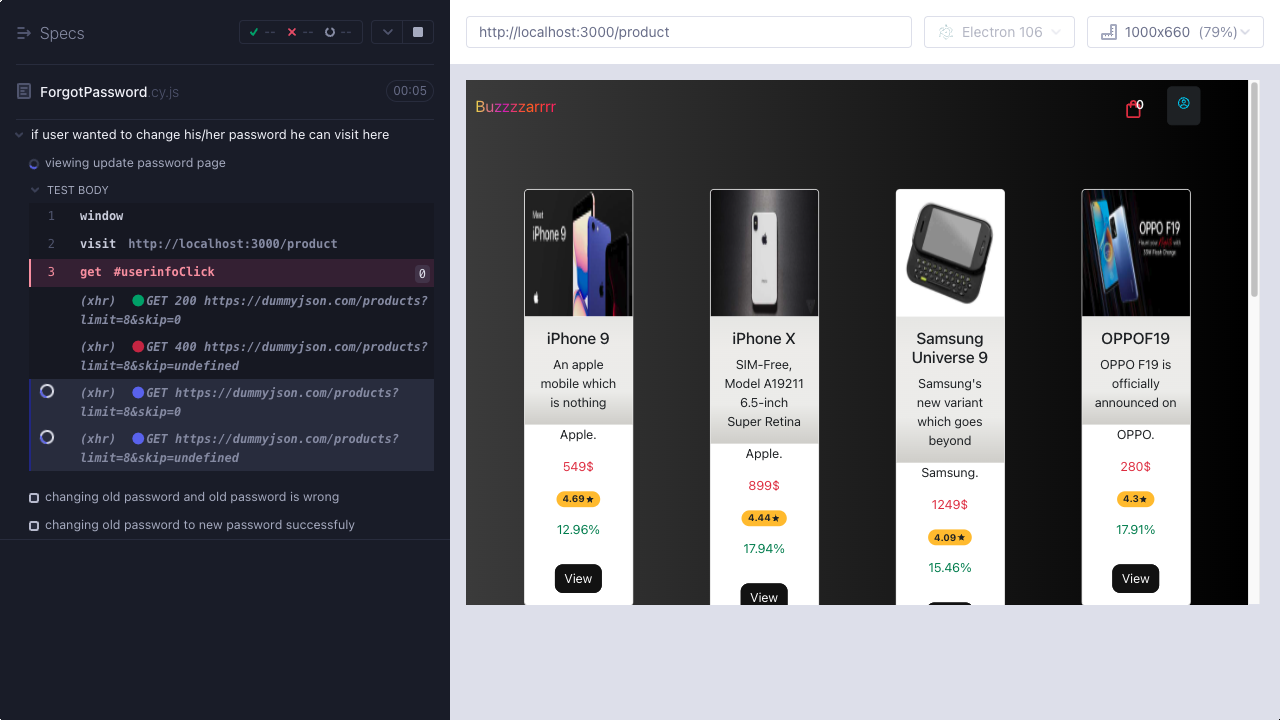 Specs
-- -- --
ForgotPassword.cy.js
00:05
if user wanted to change his/her password he can visit here
viewing update password page
TEST BODY
1 window
2 visit http://localhost:3000/product
3 get #userinfoClick 0
(xhr) GET 200 https://dummyjson.com/products?
limit=8&skip=0
(xhr) GET 400 https://dummyjson.com/products?
limit=8&skip=undefined
(xhr) GET https://dummyjson.com/products?
limit=8&skip=0
(xhr) GET https://dummyjson.com/products?
limit=8&skip=undefined
changing old password and old password is wrong
changing old password to new password successfuly
http://localhost:3000/product
Electron 106
1000x660 (79%)
Buzzzzarrrr
0
Meet
iPhone 9
iPhone 9
An apple
mobile which
is nothing
Apple.
549$
4.69★
12.96%
View
iPhone X
SIM-Free,
Model A19211
6.5-inch
Super Retina
Apple.
899$
4.44★
17.94%
View
Samsung
Universe 9
Samsung's
new variant
which goes
beyond
Samsung.
1249$
4.09★
15.46%
OPPO F19
OPPOF19
OPPO F19 is
officially
announced on
OPPO.
280$
4.3★
17.91%
View